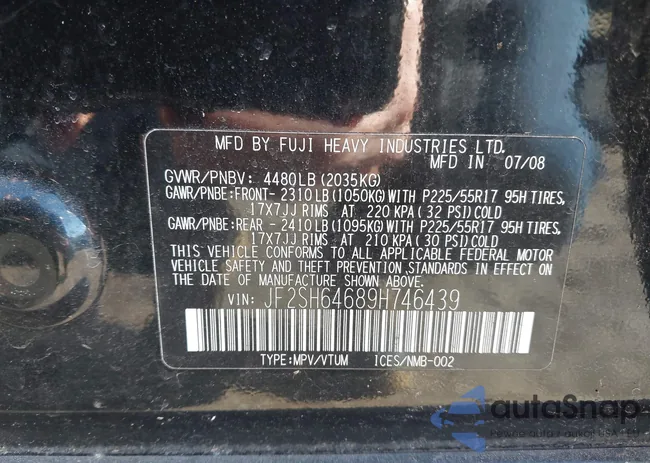 MFD BY FUJI HEAVY INDUSTRIES LTD.
MFD IN 07/08
GVWR/PNBV: 4480LB (2035KG)
GAWR/PNBE:FRONT- 2310LB (1050KG) WITH P225/55R17 95H TIRES,
17X7JJ RIMS AT 220 KPA ( 32 PSI) COLD
GAWR/PNBE: REAR - 2410LB (1095KG) WITH P225/55R17 95H TIRES,
17X7JJ RIMS AT 210 KPA ( 30 PSI) COLD
THIS VEHICLE CONFORMS TO ALL APPLICABLE FEDERAL MOTOR
VEHICLE SAFETY AND THEFT PREVENTION STANDARDS IN EFFECT ON
THE DATE OF MANUFACTURE SHOWN ABOVE.
VIN: JF2SH64689H746439
TYPE:MPV/VTUM ICES/NMB-002
autoSnap